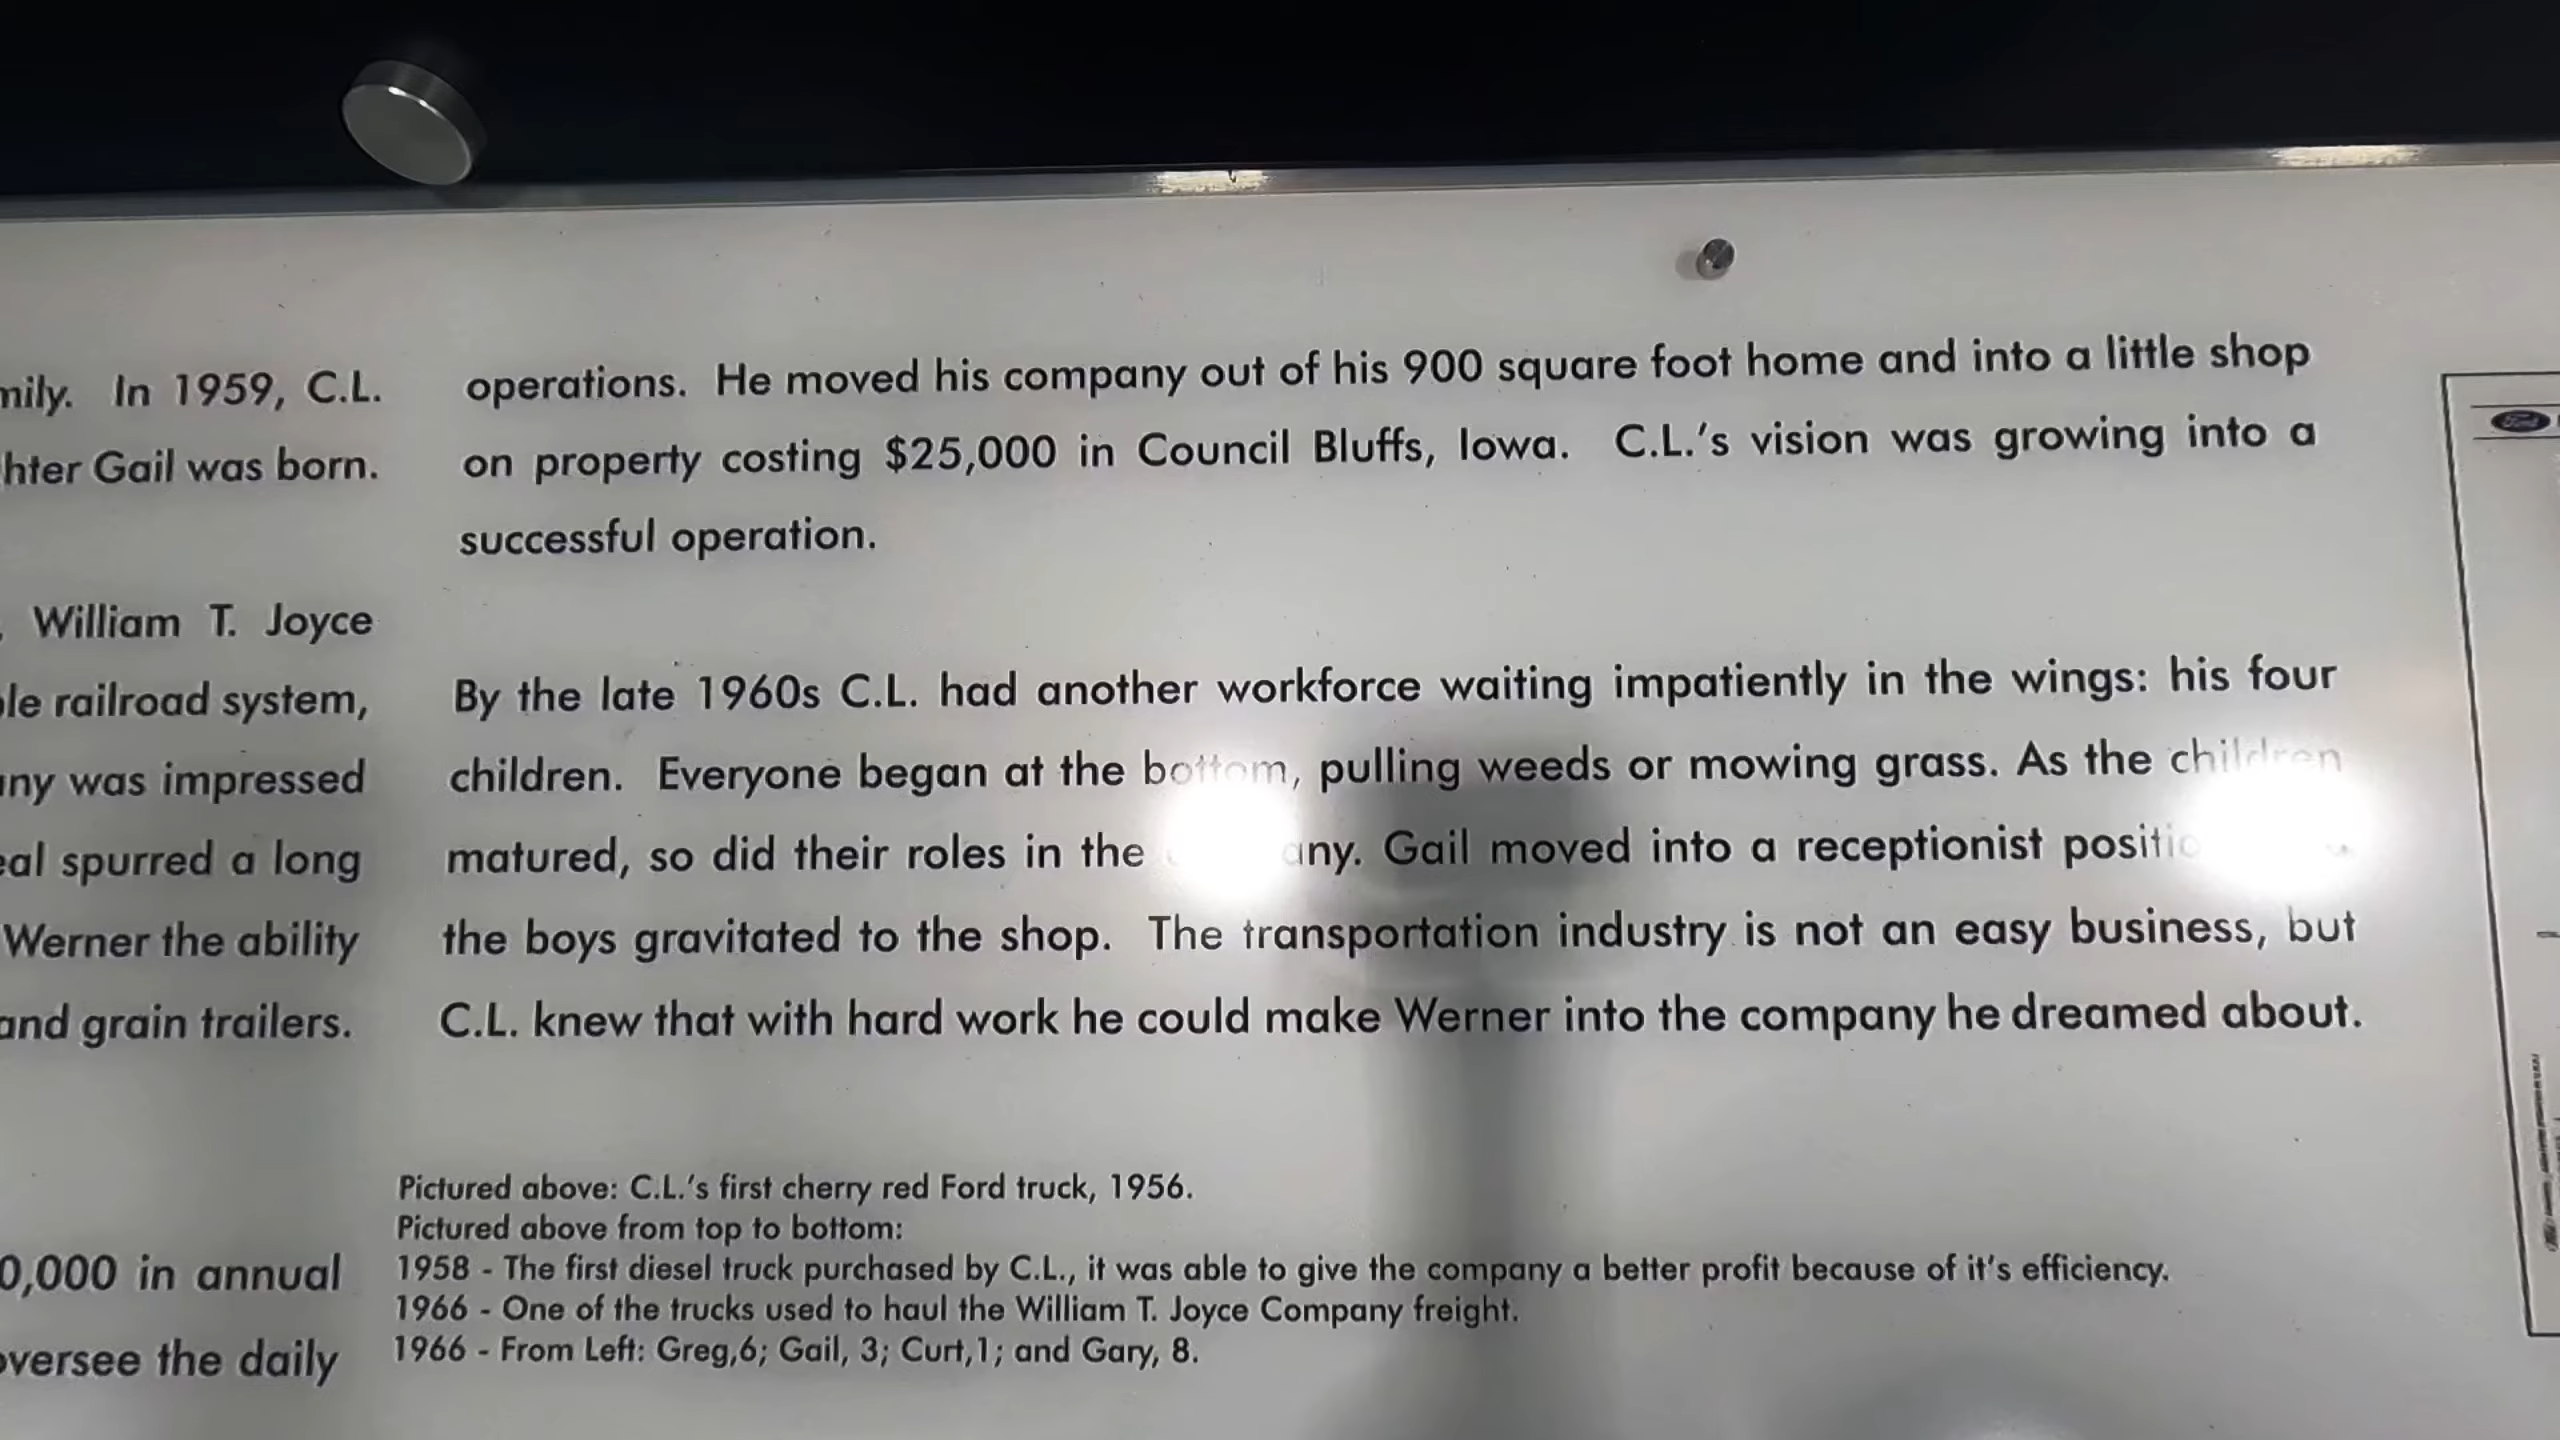 mily. In 1959, C.L.
hter Gail was born.
William T. Joyce
le railroad system,
any was impressed
eal spurred a long
Werner the ability
and grain trailers.
0,000 in annual
oversee the daily
operations. He moved his company out of his 900 square foot home and into a little shop
on property costing $25,000 in Council Bluffs, Iowa. C.L.'s vision was growing into a
successful operation.
By the late 1960s C.L. had another workforce waiting impatiently in the wings: his four
children. Everyone began at the bottom, pulling weeds or mowing grass. As the children
matured, so did their roles in the any. Gail moved into a receptionist positio
the boys gravitated to the shop. The transportation industry is not an easy business, but
C.L. knew that with hard work he could make Werner into the company he dreamed about.
Pictured above: C.L.'s first cherry red Ford truck, 1956.
Pictured above from top to bottom:
1958 - The first diesel truck purchased by C.L., it was able to give the company a better profit because of it's efficiency.
1966 - One of the trucks used to haul the William T. Joyce Company freight.
1966 - From Left: Greg,6; Gail, 3; Curt,1; and Gary, 8.
Ford